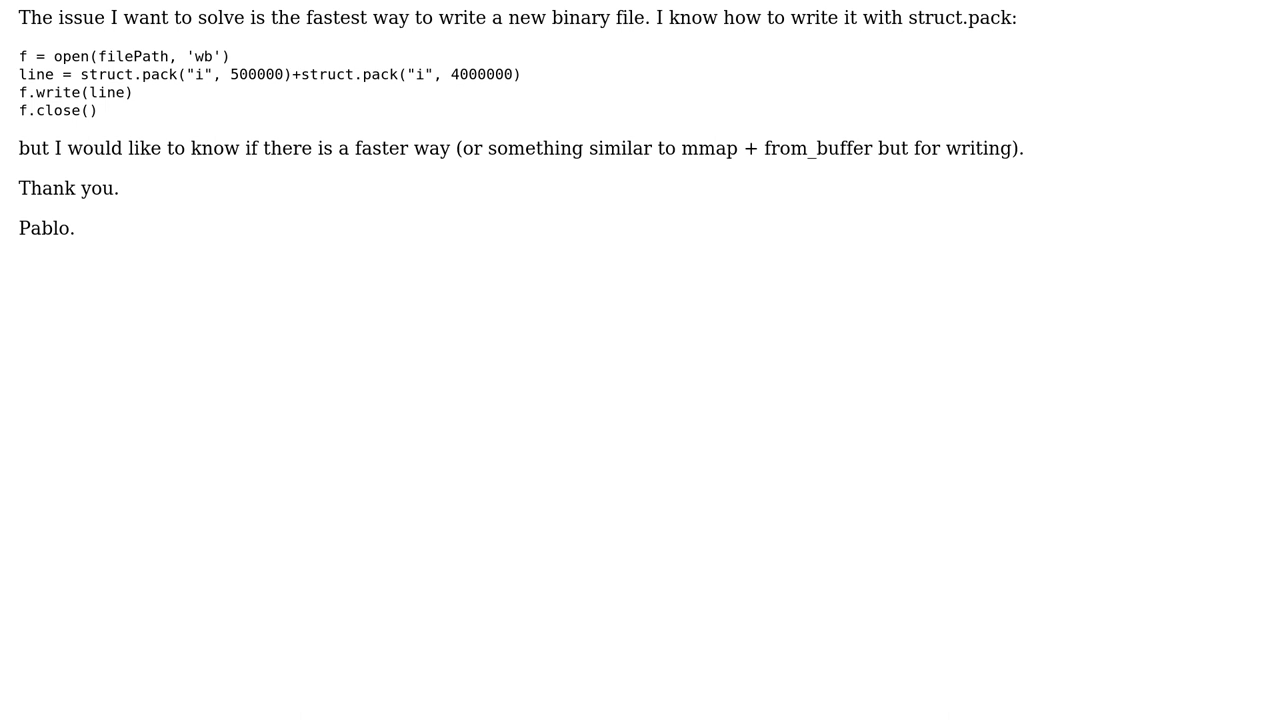 The issue I want to solve is the fastest way to write a new binary file. I know how to write it with struct.pack:
f = open(filePath, 'wb')
line = struct.pack("i", 500000)+struct.pack("i", 4000000)
f.write(line)
f.close()
but I would like to know if there is a faster way (or something similar to mmap + from_buffer but for writing).
Thank you.
Pablo.